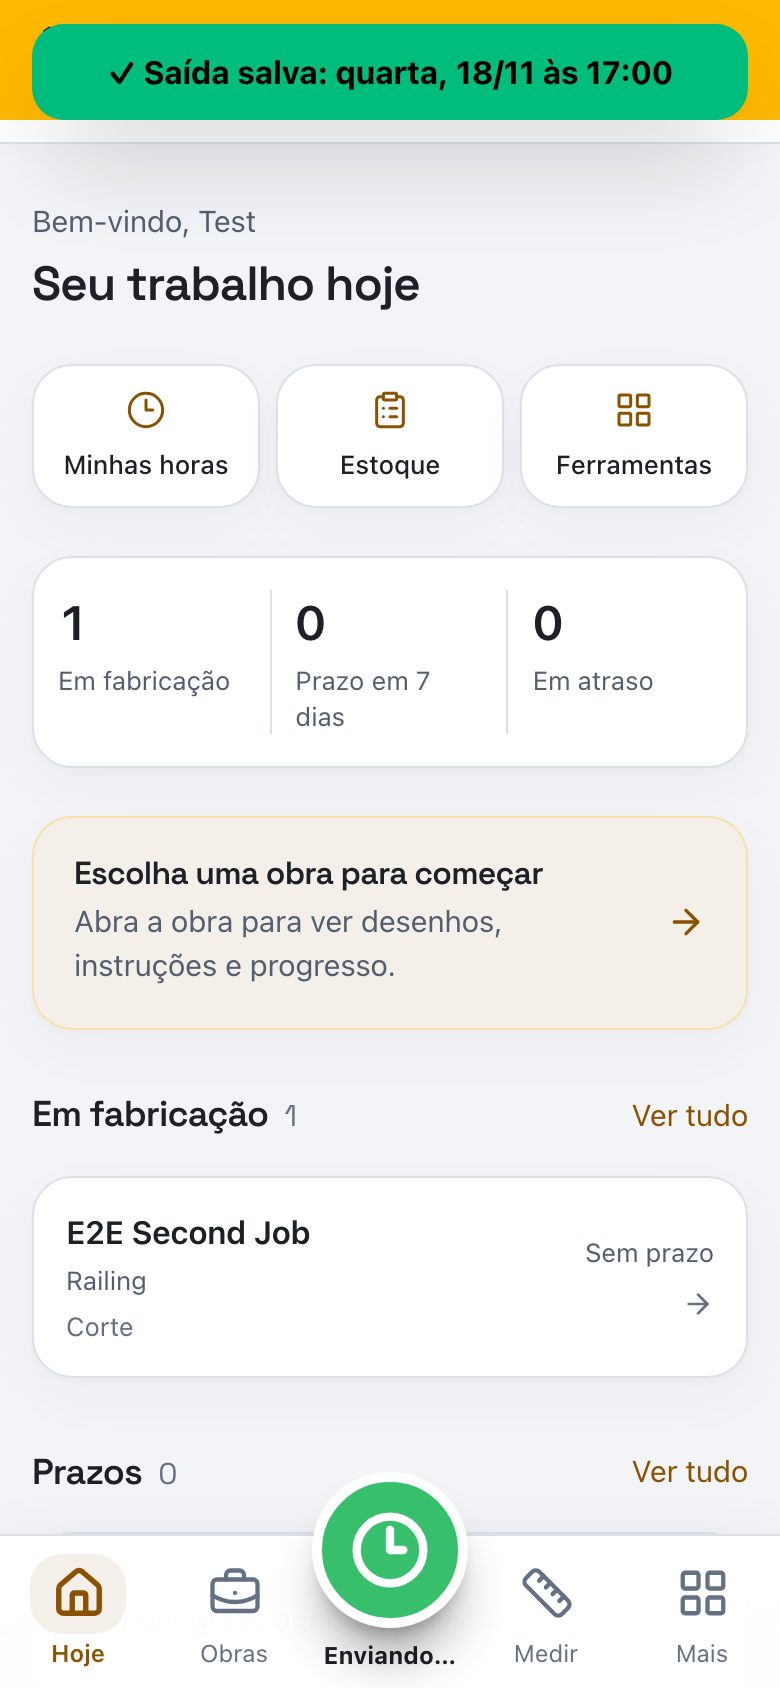 ✓ Saída salva: quarta, 18/11 às 17:00
Bem-vindo, Test
Seu trabalho hoje
Minhas horas
Estoque
Ferramentas
1
Em fabricação
0
Prazo em 7
dias
0
Em atraso
Escolha uma obra para começar
Abra a obra para ver desenhos,
instruções e progresso.
Em fabricação 1
Ver tudo
E2E Second Job
Railing
Corte
Sem prazo
Prazos 0
Ver tudo
Hoje
Obras
Enviando...
Medir
Mais